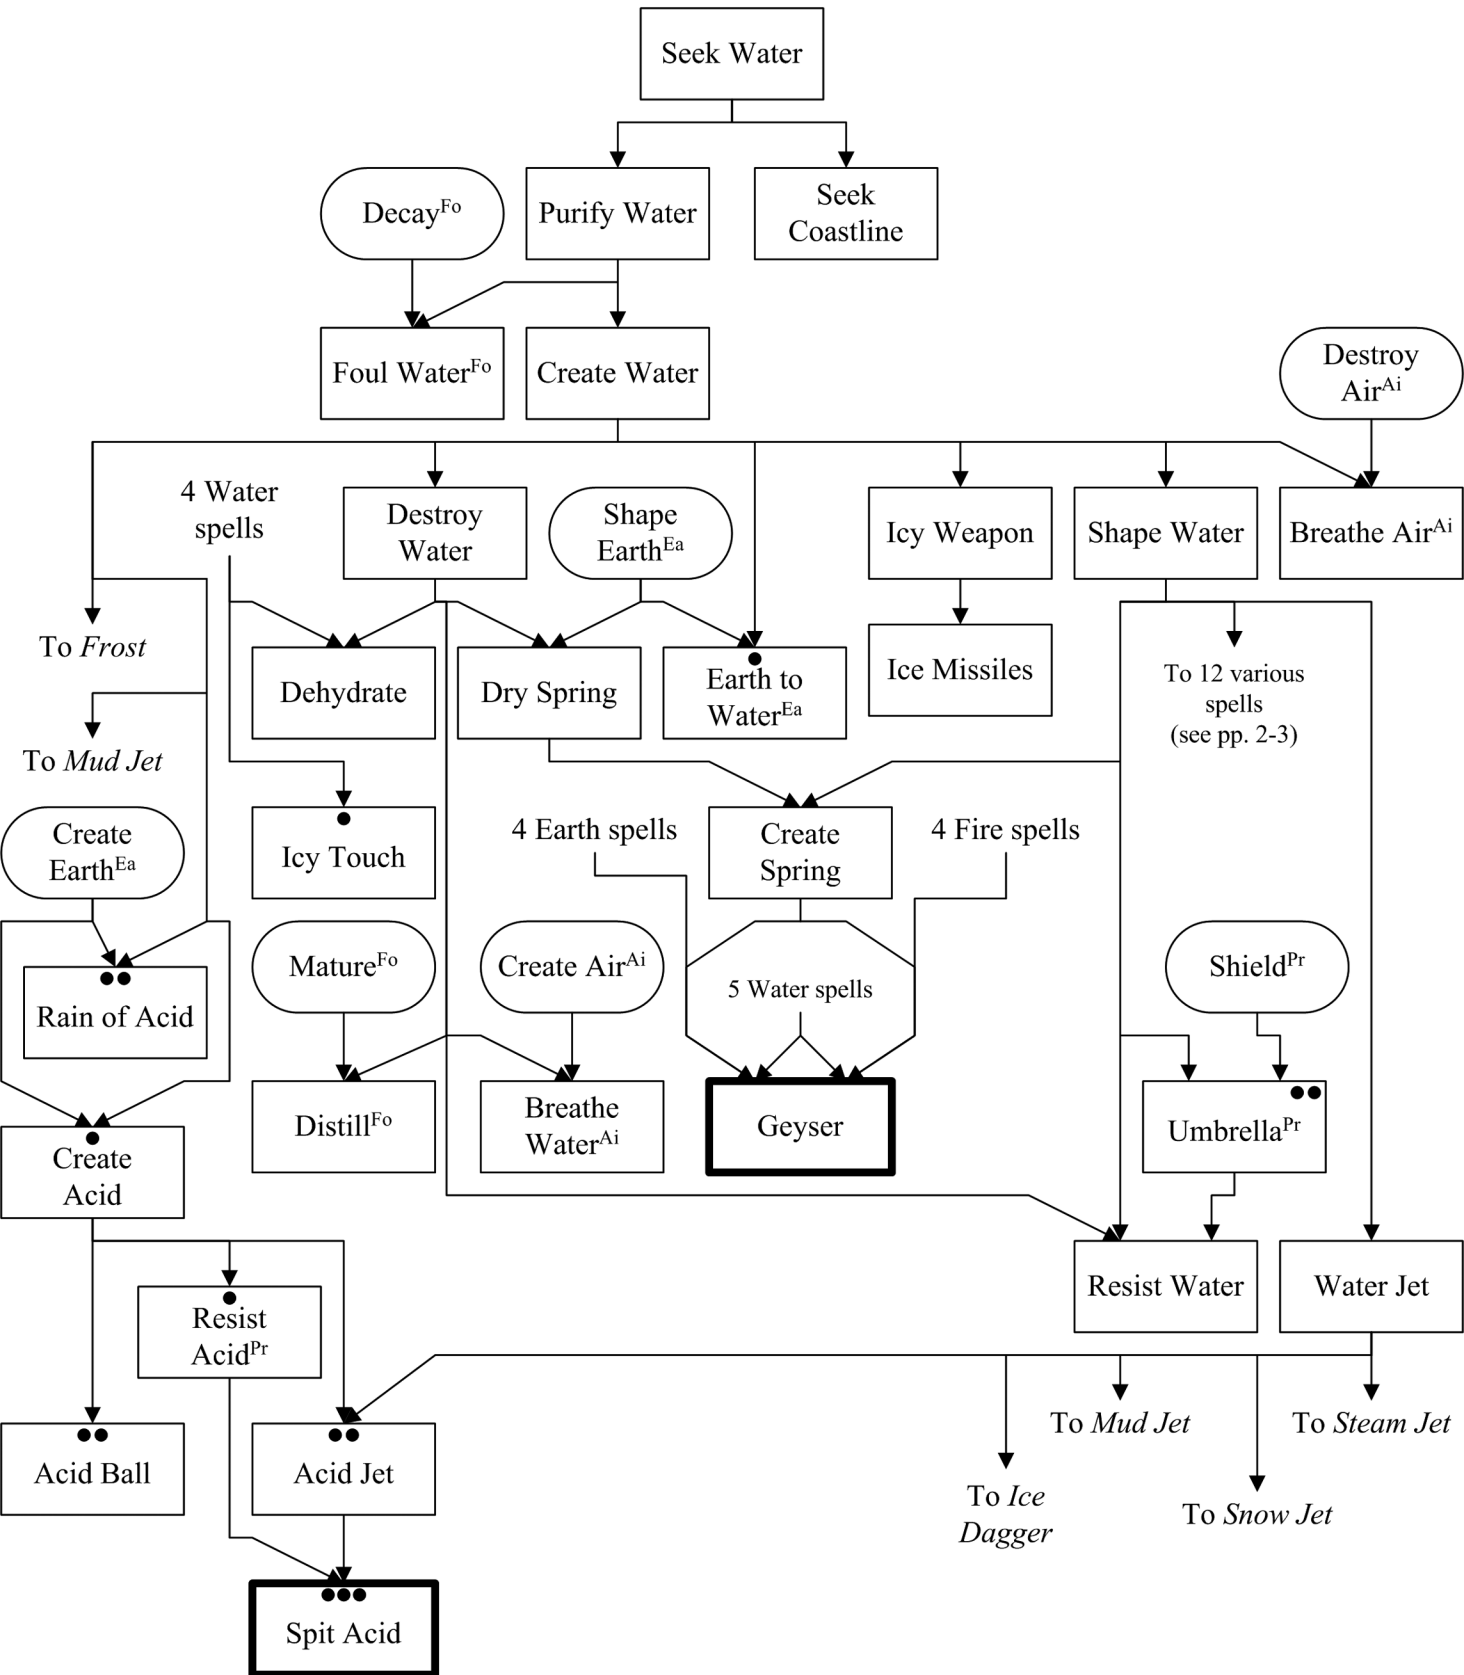 Seek Water
Decay^Fo
Purify Water
Seek
Coastline
Foul Water^Fo
Create Water
Destroy
Air^Ai
4 Water
spells
Destroy
Water
Shape
Earth^Ea
Icy Weapon
Shape Water
Breathe Air^Ai
To Frost
Dehydrate
Dry Spring
Earth to
Water^Ea
Ice Missiles
To 12 various
spells
(see pp. 2-3)
To Mud Jet
Create
Earth^Ea
Icy Touch
4 Earth spells
Create
Spring
4 Fire spells
Rain of Acid
Mature^Fo
Create Air^Ai
5 Water spells
Shield^Pr
Create
Acid
Distill^Fo
Breathe
Water^Ai
Geyser
Umbrella^Pr
Resist
Acid^Pr
Resist Water
Water Jet
Acid Ball
Acid Jet
To Mud Jet
To Steam Jet
To Ice
Dagger
To Snow Jet
Spit Acid